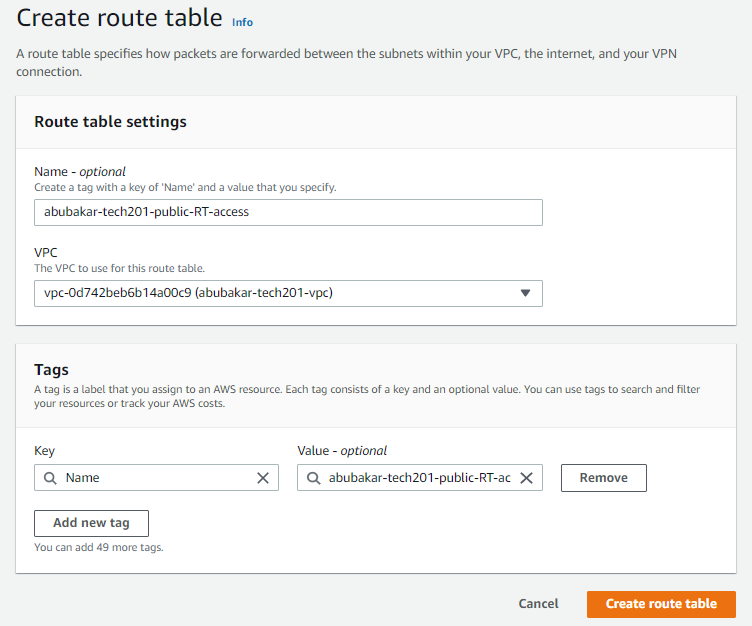 Create route table Info
A route table specifies how packets are forwarded between the subnets within your VPC, the internet, and your VPN
connection.
Route table settings
Name - optional
Create a tag with a key of 'Name' and a value that you specify.
abubakar-tech201-public-RT-access
VPC
The VPC to use for this route table.
vpc-0d742beb6b14a00c9 (abubakar-tech201-vpc)
Tags
A tag is a label that you assign to an AWS resource. Each tag consists of a key and an optional value. You can use tags to search and filter
your resources or track your AWS costs.
Key
Value - optional
Name
abubakar-tech201-public-RT-ac
Remove
Add new tag
You can add 49 more tags.
Cancel
Create route table